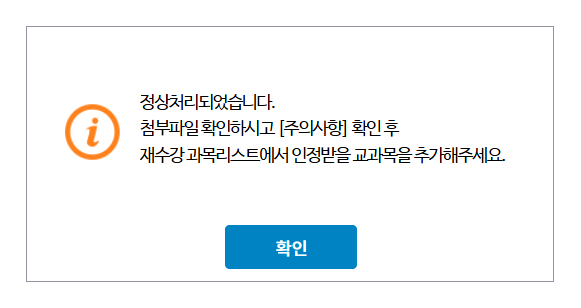 정상처리되었습니다.
첨부파일 확인하시고 [주의사항] 확인 후
재수강 과목리스트에서 인정받을 교과목을 추가해주세요.
확인